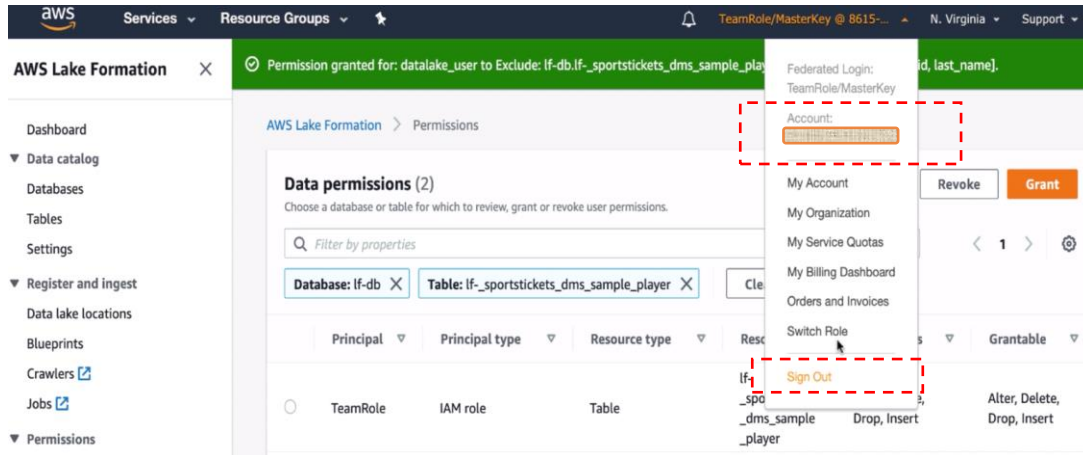 aws
Services
Resource Groups
TeamRole/MasterKey @ 8615-...
N. Virginia
Support
AWS Lake Formation
Permission granted for: datalake_user to Exclude: lf-db.lf-_sportstickets_dms_sample_play
id, last_name].
Federated Login:
TeamRole/MasterKey
Account:
My Account
My Organization
My Service Quotas
My Billing Dashboard
Orders and Invoices
Switch Role
Sign Out
Dashboard
Data catalog
Databases
Tables
Settings
Register and ingest
Data lake locations
Blueprints
Crawlers
Jobs
Permissions
AWS Lake Formation > Permissions
Data permissions (2)
Choose a database or table for which to review, grant or revoke user permissions.
Revoke
Grant
Filter by properties
1
Database: lf-db
Table: lf-_sportstickets_dms_sample_player
Cle
Principal
Principal type
Resource type
Reso
s
Grantable
TeamRole
IAM role
Table
lf-
_spo
_dms_sample
_player
e,
Drop, Insert
Alter, Delete,
Drop, Insert